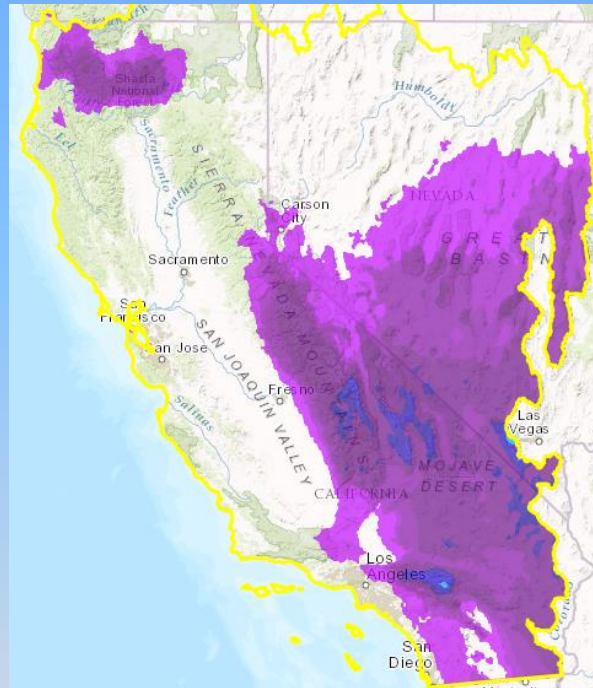 Klamath
Shasta
National
Forest
Humboldt
Eel
Sacramento
Feather
SIERRA NEVADA MOUNTAINS
Carson
City
NEVADA
GREAT
BASIN
Sacramento
San
Francisco
San Jose
SAN JOAQUIN VALLEY
Fresno
Salinas
Las
Vegas
MOJAVE
DESERT
CALIFORNIA
Los
Angeles
Colorado
San
Diego